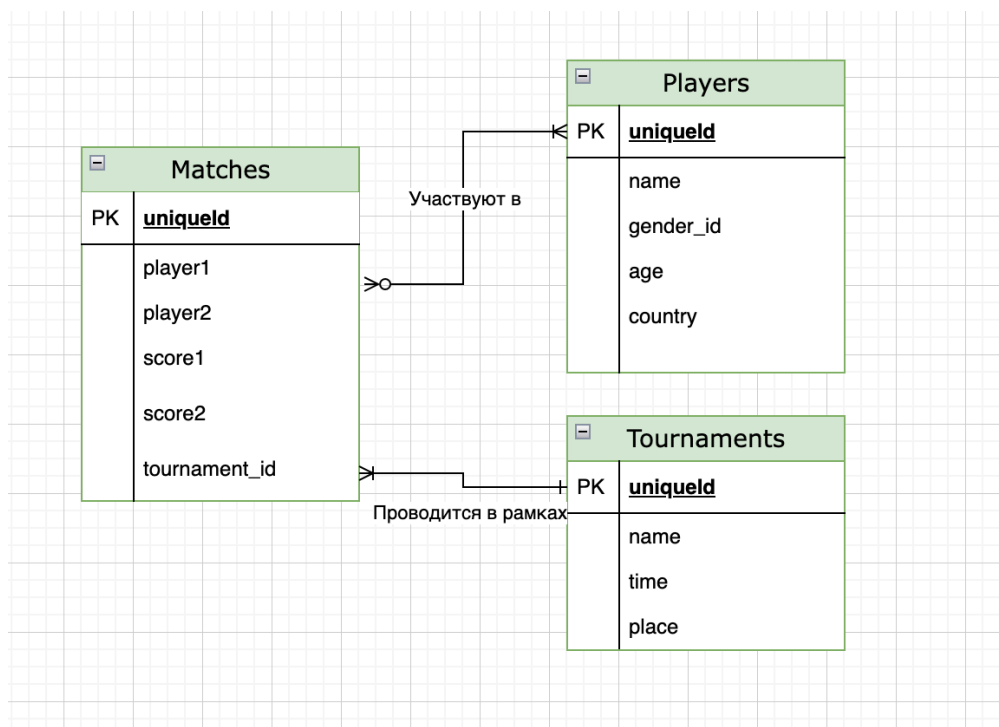 Players
PK uniqueId
name
gender_id
age
country
Matches
PK uniqueId
player1
player2
score1
score2
tournament_id
Участвуют в
Tournaments
PK uniqueId
name
time
place
Проводится в рамках